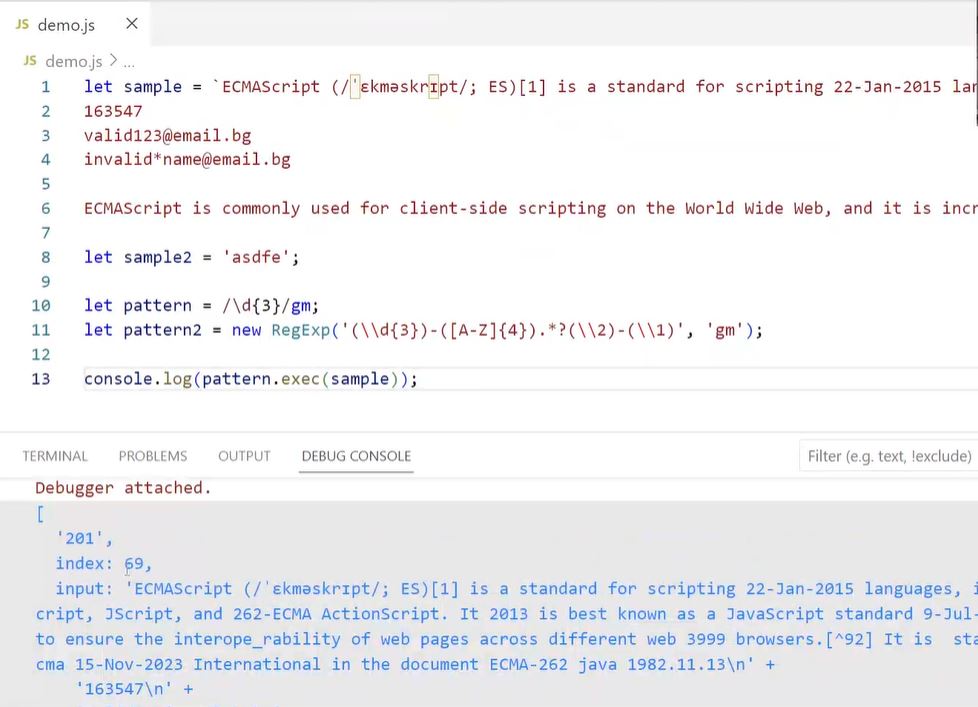 JS demo.js ×
JS demo.js > ...
1 let sample = `ECMAScript (/ˈɛkməskrɪpt/; ES)[1] is a standard for scripting 22-Jan-2015 lan
2 163547
3 valid123@email.bg
4 invalid*name@email.bg
5
6 ECMAScript is commonly used for client-side scripting on the World Wide Web, and it is incr
7
8 let sample2 = 'asdfe';
9
10 let pattern = /\d{3}/gm;
11 let pattern2 = new RegExp('(\\d{3})-([A-Z]{4}).*?(\\2)-(\\1)', 'gm');
12
13 console.log(pattern.exec(sample));
TERMINAL PROBLEMS OUTPUT DEBUG CONSOLE Filter (e.g. text, !exclude)
Debugger attached.
[
'201',
index: 69,
input: 'ECMAScript (/ˈɛkməskrɪpt/; ES)[1] is a standard for scripting 22-Jan-2015 languages, i
cript, JScript, and 262-ECMA ActionScript. It 2013 is best known as a JavaScript standard 9-Jul-
to ensure the interope_rability of web pages across different web 3999 browsers.[^92] It is  sta
cma 15-Nov-2023 International in the document ECMA-262 java 1982.11.13\n' +
'163547\n' +